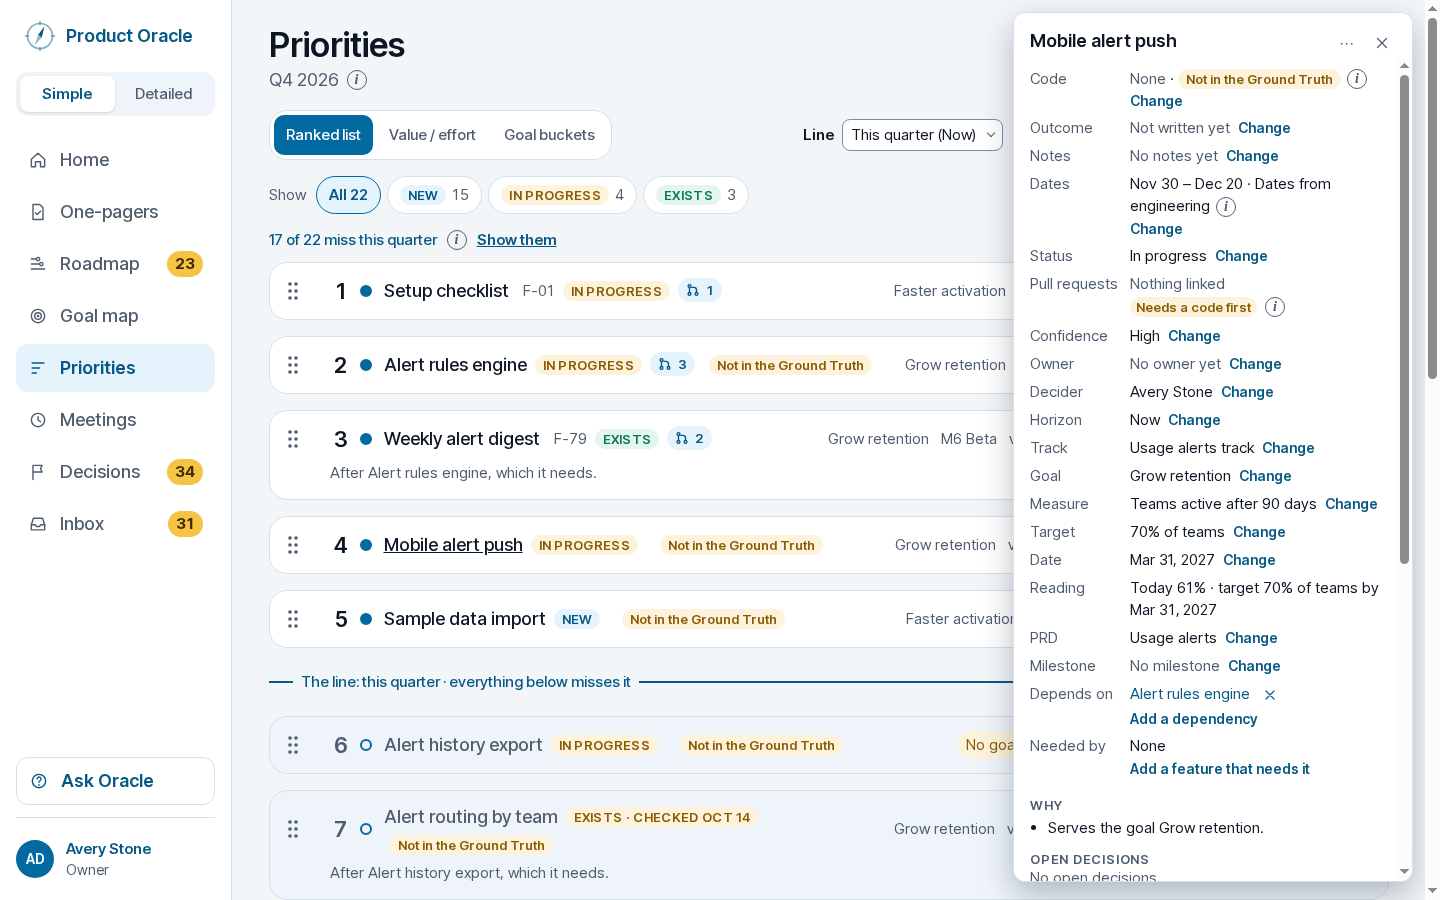 Product Oracle
Simple
Detailed
Home
One-pagers
Roadmap 23
Goal map
Priorities
Meetings
Decisions 34
Inbox 31
Ask Oracle
AD
Avery Stone
Owner
Priorities
Q4 2026 i
Ranked list
Value / effort
Goal buckets
Line
This quarter (Now)
Show
All 22
NEW 15
IN PROGRESS 4
EXISTS 3
17 of 22 miss this quarter i Show them
1 Setup checklist F-01 IN PROGRESS 1 Faster activation
2 Alert rules engine IN PROGRESS 3 Not in the Ground Truth Grow retention
3 Weekly alert digest F-79 EXISTS 2 Grow retention M6 Beta
After Alert rules engine, which it needs.
4 Mobile alert push IN PROGRESS Not in the Ground Truth Grow retention
5 Sample data import NEW Not in the Ground Truth Faster activation
The line: this quarter · everything below misses it
6 Alert history export IN PROGRESS Not in the Ground Truth No goa
7 Alert routing by team EXISTS · CHECKED OCT 14 Grow retention
Not in the Ground Truth
After Alert history export, which it needs.
Mobile alert push
Code None · Not in the Ground Truth i
Change
Outcome Not written yet Change
Notes No notes yet Change
Dates Nov 30 – Dec 20 · Dates from
engineering i
Change
Status In progress Change
Pull requests Nothing linked
Needs a code first i
Confidence High Change
Owner No owner yet Change
Decider Avery Stone Change
Horizon Now Change
Track Usage alerts track Change
Goal Grow retention Change
Measure Teams active after 90 days Change
Target 70% of teams Change
Date Mar 31, 2027 Change
Reading Today 61% · target 70% of teams by
Mar 31, 2027
PRD Usage alerts Change
Milestone No milestone Change
Depends on Alert rules engine
Add a dependency
Needed by None
Add a feature that needs it
WHY
• Serves the goal Grow retention.
OPEN DECISIONS
No open decisions